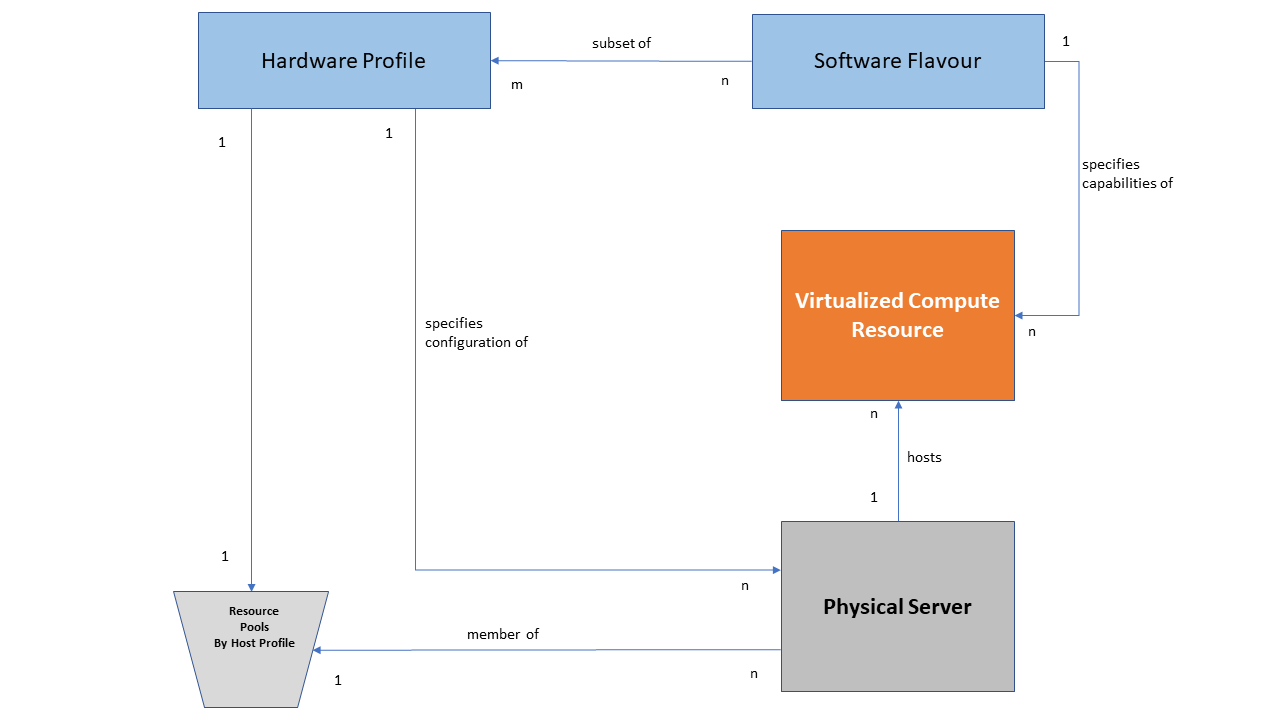 Hardware Profile
subset of
m
n
Software Flavour
1
1
1
specifies
capabilities of
Virtualized Compute
Resource
n
specifies
configuration of
n
hosts
1
1
n
Resource
Pools
By Host Profile
Physical Server
member of
1
n